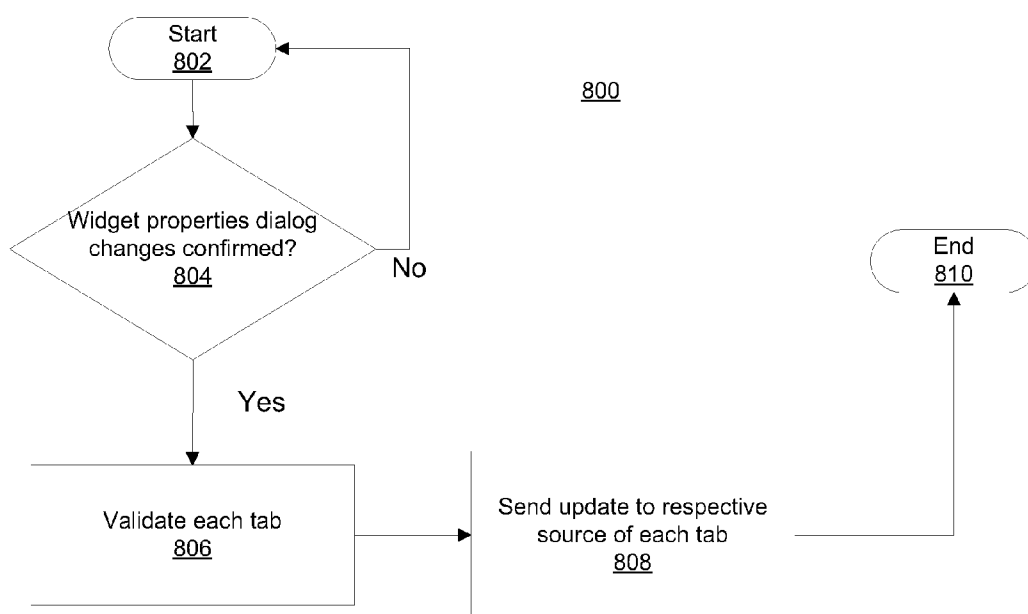 Start
802
800
Widget properties dialog
changes confirmed?
804
No
End
810
Yes
Validate each tab
806
Send update to respective
source of each tab
808